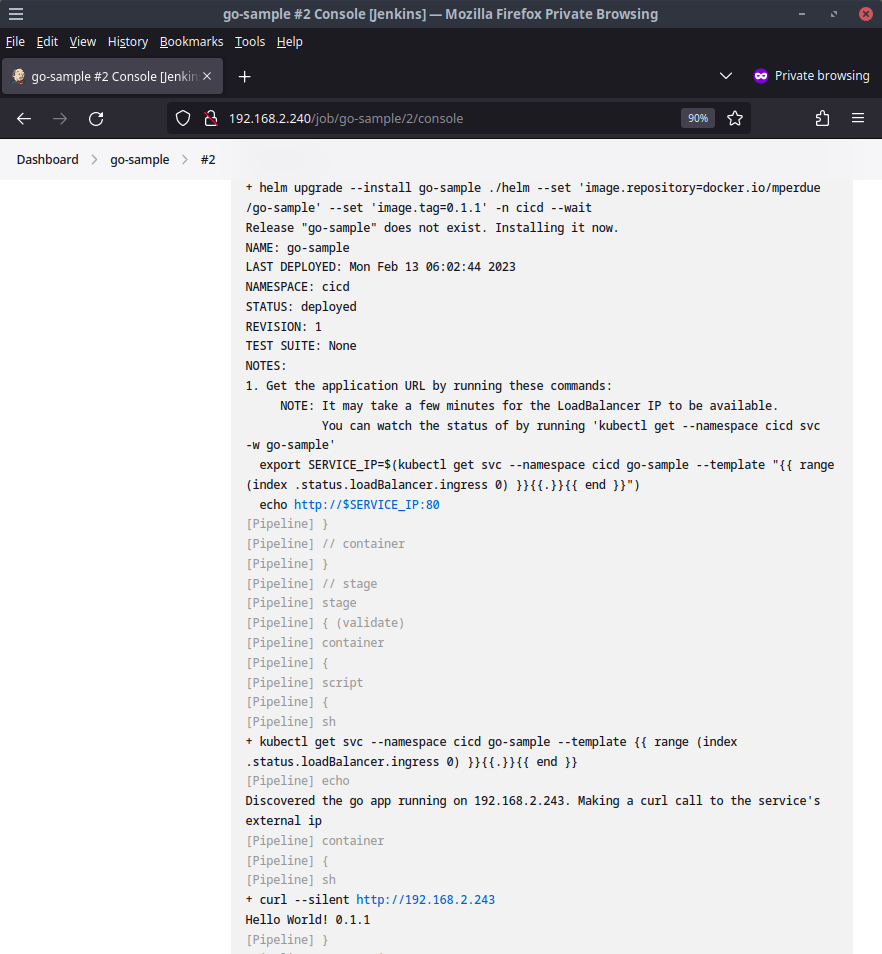 go-sample #2 Console [Jenkins] — Mozilla Firefox Private Browsing
File Edit View History Bookmarks Tools Help
go-sample #2 Console [Jenkin
Private browsing
192.168.2.240/job/go-sample/2/console
90%
Dashboard go-sample #2
+ helm upgrade --install go-sample ./helm --set 'image.repository=docker.io/mperdue
/go-sample' --set 'image.tag=0.1.1' -n cicd --wait
Release "go-sample" does not exist. Installing it now.
NAME: go-sample
LAST DEPLOYED: Mon Feb 13 06:02:44 2023
NAMESPACE: cicd
STATUS: deployed
REVISION: 1
TEST SUITE: None
NOTES:
1. Get the application URL by running these commands:
     NOTE: It may take a few minutes for the LoadBalancer IP to be available.
           You can watch the status of by running 'kubectl get --namespace cicd svc
-w go-sample'
  export SERVICE_IP=$(kubectl get svc --namespace cicd go-sample --template "{{ range
(index .status.loadBalancer.ingress 0) }}{{.}}{{ end }}")
  echo http://$SERVICE_IP:80
[Pipeline] }
[Pipeline] // container
[Pipeline] }
[Pipeline] // stage
[Pipeline] stage
[Pipeline] { (validate)
[Pipeline] container
[Pipeline] {
[Pipeline] script
[Pipeline] {
[Pipeline] sh
+ kubectl get svc --namespace cicd go-sample --template {{ range (index
.status.loadBalancer.ingress 0) }}{{.}}{{ end }}
[Pipeline] echo
Discovered the go app running on 192.168.2.243. Making a curl call to the service's
external ip
[Pipeline] container
[Pipeline] {
[Pipeline] sh
+ curl --silent http://192.168.2.243
Hello World! 0.1.1
[Pipeline] }